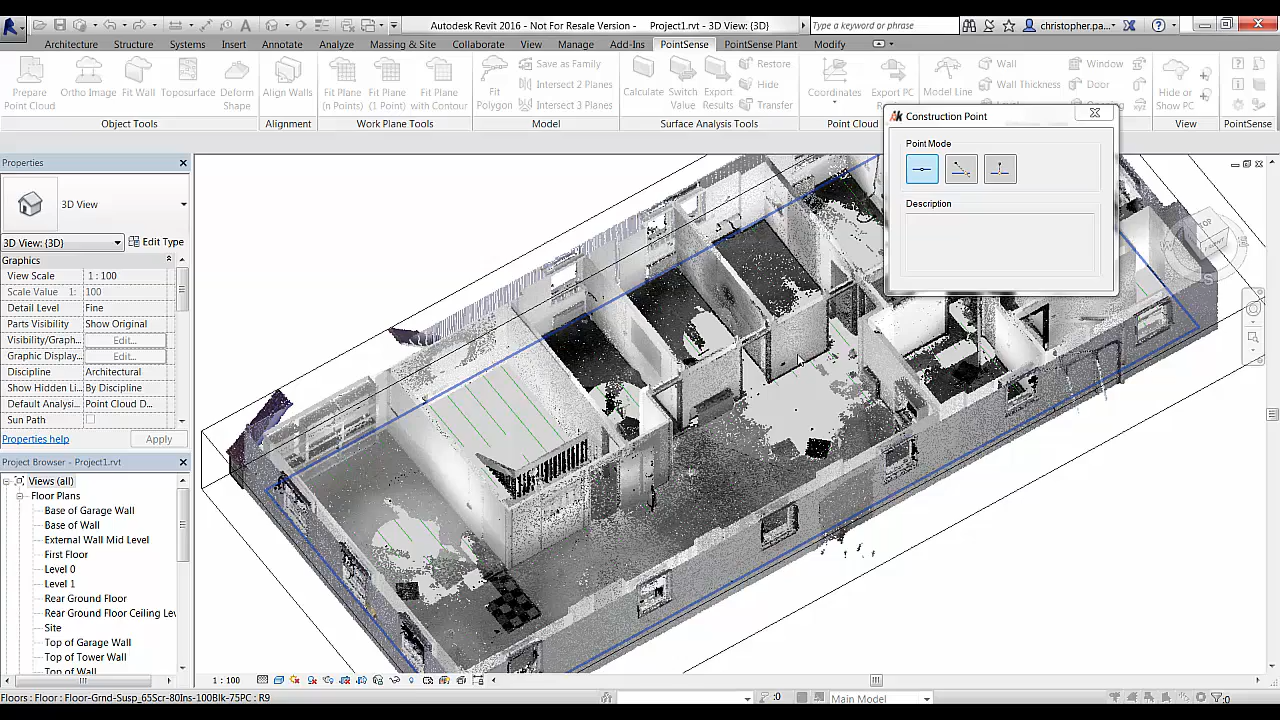 Autodesk Revit 2016 - Not For Resale Version - Project1.rvt - 3D View: {3D}
Type a keyword or phrase
christopher.pa...
Architecture Structure Systems Insert Annotate Analyze Massing & Site Collaborate View Manage Add-Ins PointSense PointSense Plant Modify
Prepare Point Cloud
Ortho Image
Toposurface
Deform Shape
Align Walls
Fit Plane (n Points)
Fit Plane (1 Point)
Fit Plane with Contour
Fit Polygon
Save as Family
Intersect 2 Planes
Intersect 3 Planes
Calculate
Switch Value
Export Results
Restore
Hide
Transfer
Coordinates
Export PC
Model Line
Wall
Wall Thickness
Window
Door
Hide or Show PC
Object Tools
Alignment
Work Plane Tools
Model
Surface Analysis Tools
Point Cloud
View
PointSense
Construction Point
Point Mode
Description
TOP
S
Properties
3D View
3D View: {3D}
Edit Type
Graphics
View Scale 1 : 100
Scale Value 1: 100
Detail Level Fine
Parts Visibility Show Original
Visibility/Graph... Edit...
Graphic Display... Edit...
Discipline Architectural
Show Hidden Li... By Discipline
Default Analysi... Point Cloud D...
Sun Path
Properties help Apply
Project Browser - Project1.rvt
Views (all)
Floor Plans
Base of Garage Wall
Base of Wall
External Wall Mid Level
First Floor
Level 0
Level 1
Rear Ground Floor
Rear Ground Floor Ceiling Lev
Site
Top of Garage Wall
Top of Tower Wall
Top of Wall
1 : 100
Floors : Floor : Floor-Grnd-Susp_65Scr-80Ins-100Blk-75PC : R9
:0
Main Model
:0